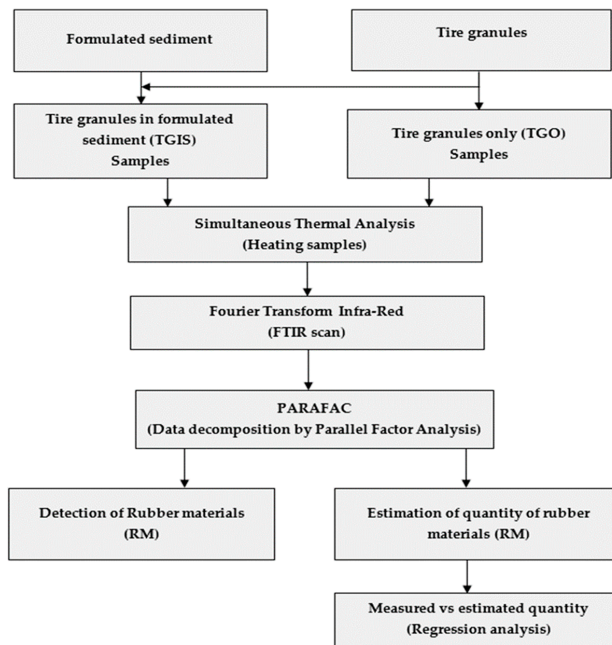 Formulated sediment
Tire granules
Tire granules in formulated
sediment (TGIS)
Samples
Tire granules only (TGO)
Samples
Simultaneous Thermal Analysis
(Heating samples)
Fourier Transform Infra-Red
(FTIR scan)
PARAFAC
(Data decomposition by Parallel Factor Analysis)
Detection of Rubber materials
(RM)
Estimation of quantity of rubber
materials (RM)
Measured vs estimated quantity
(Regression analysis)